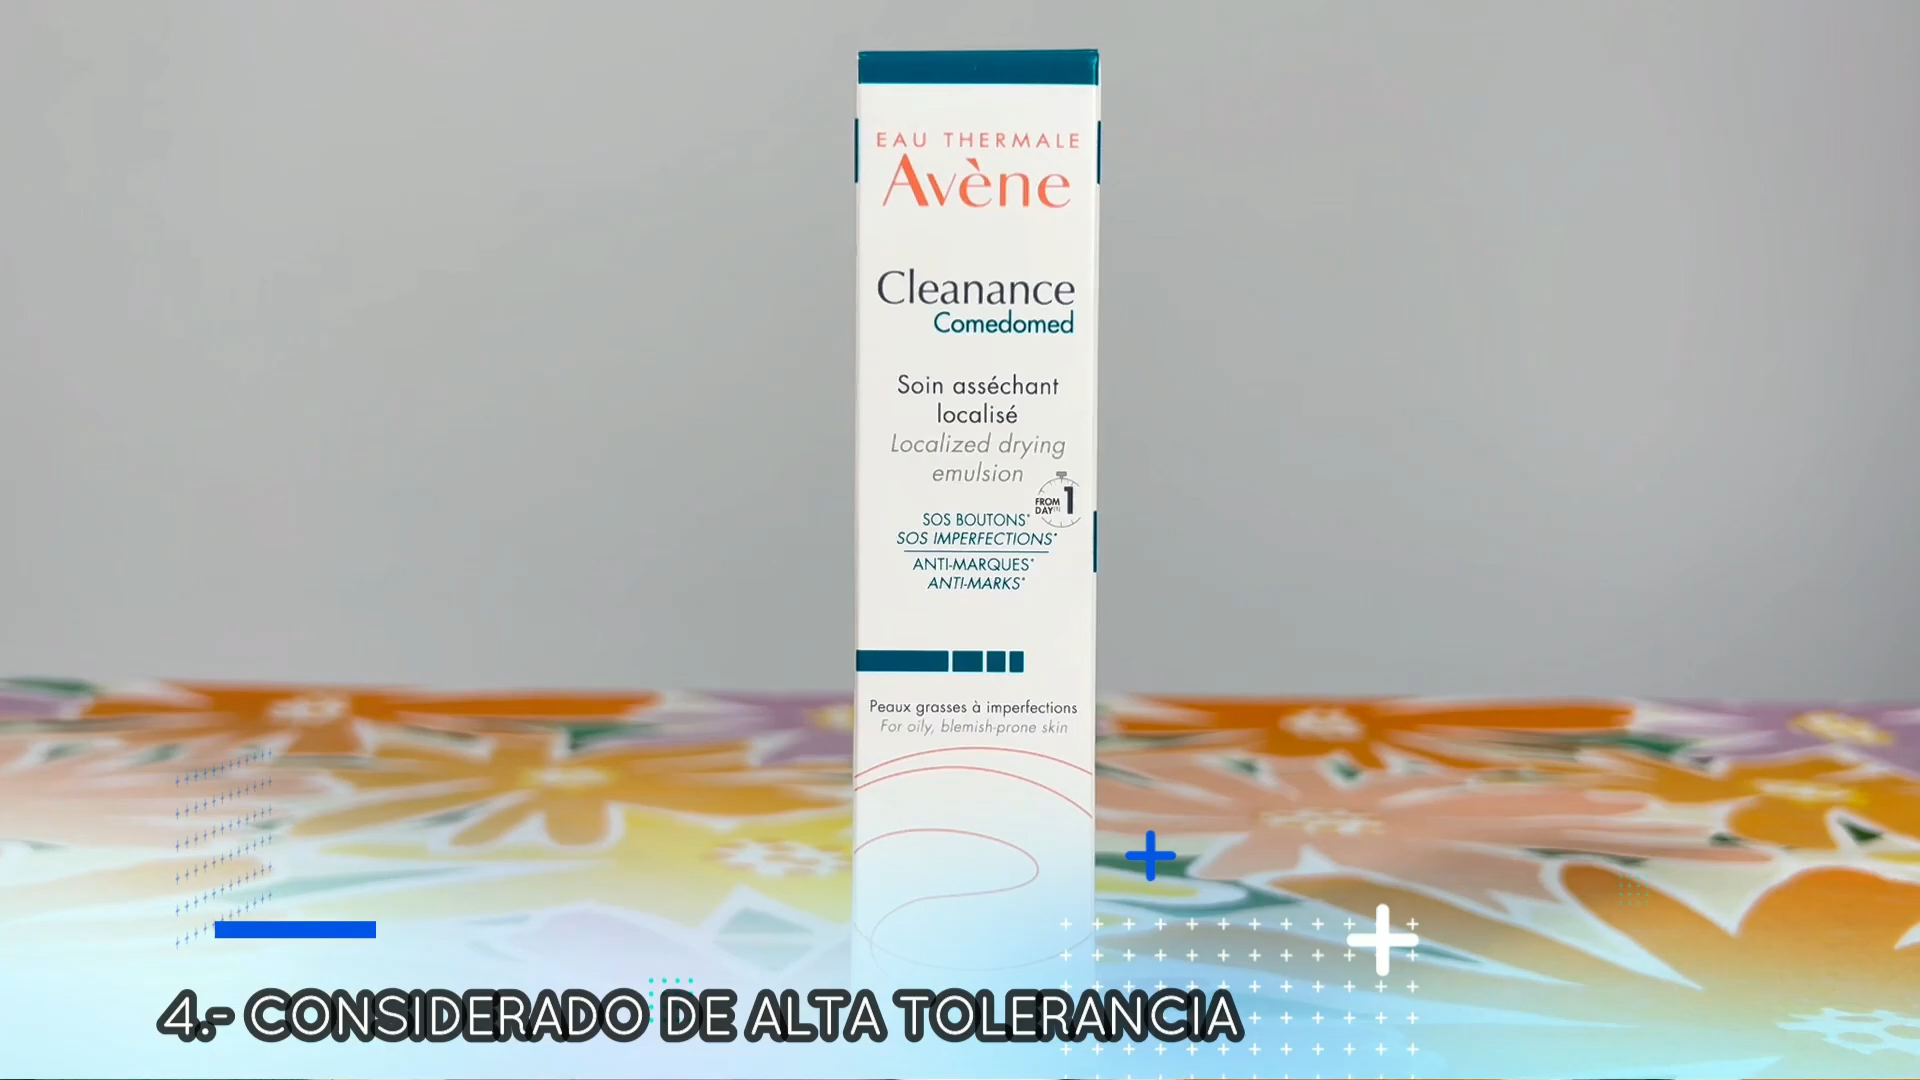 EAU THERMALE
Avène
Cleanance
Comedomed
Soin asséchant
localisé
Localized drying
emulsion
FROM
DAY(1) 1
SOS BOUTONS*
SOS IMPERFECTIONS*
ANTI-MARQUES*
ANTI-MARKS*
Peaux grasses à imperfections
For oily, blemish-prone skin
4.- CONSIDERADO DE ALTA TOLERANCIA